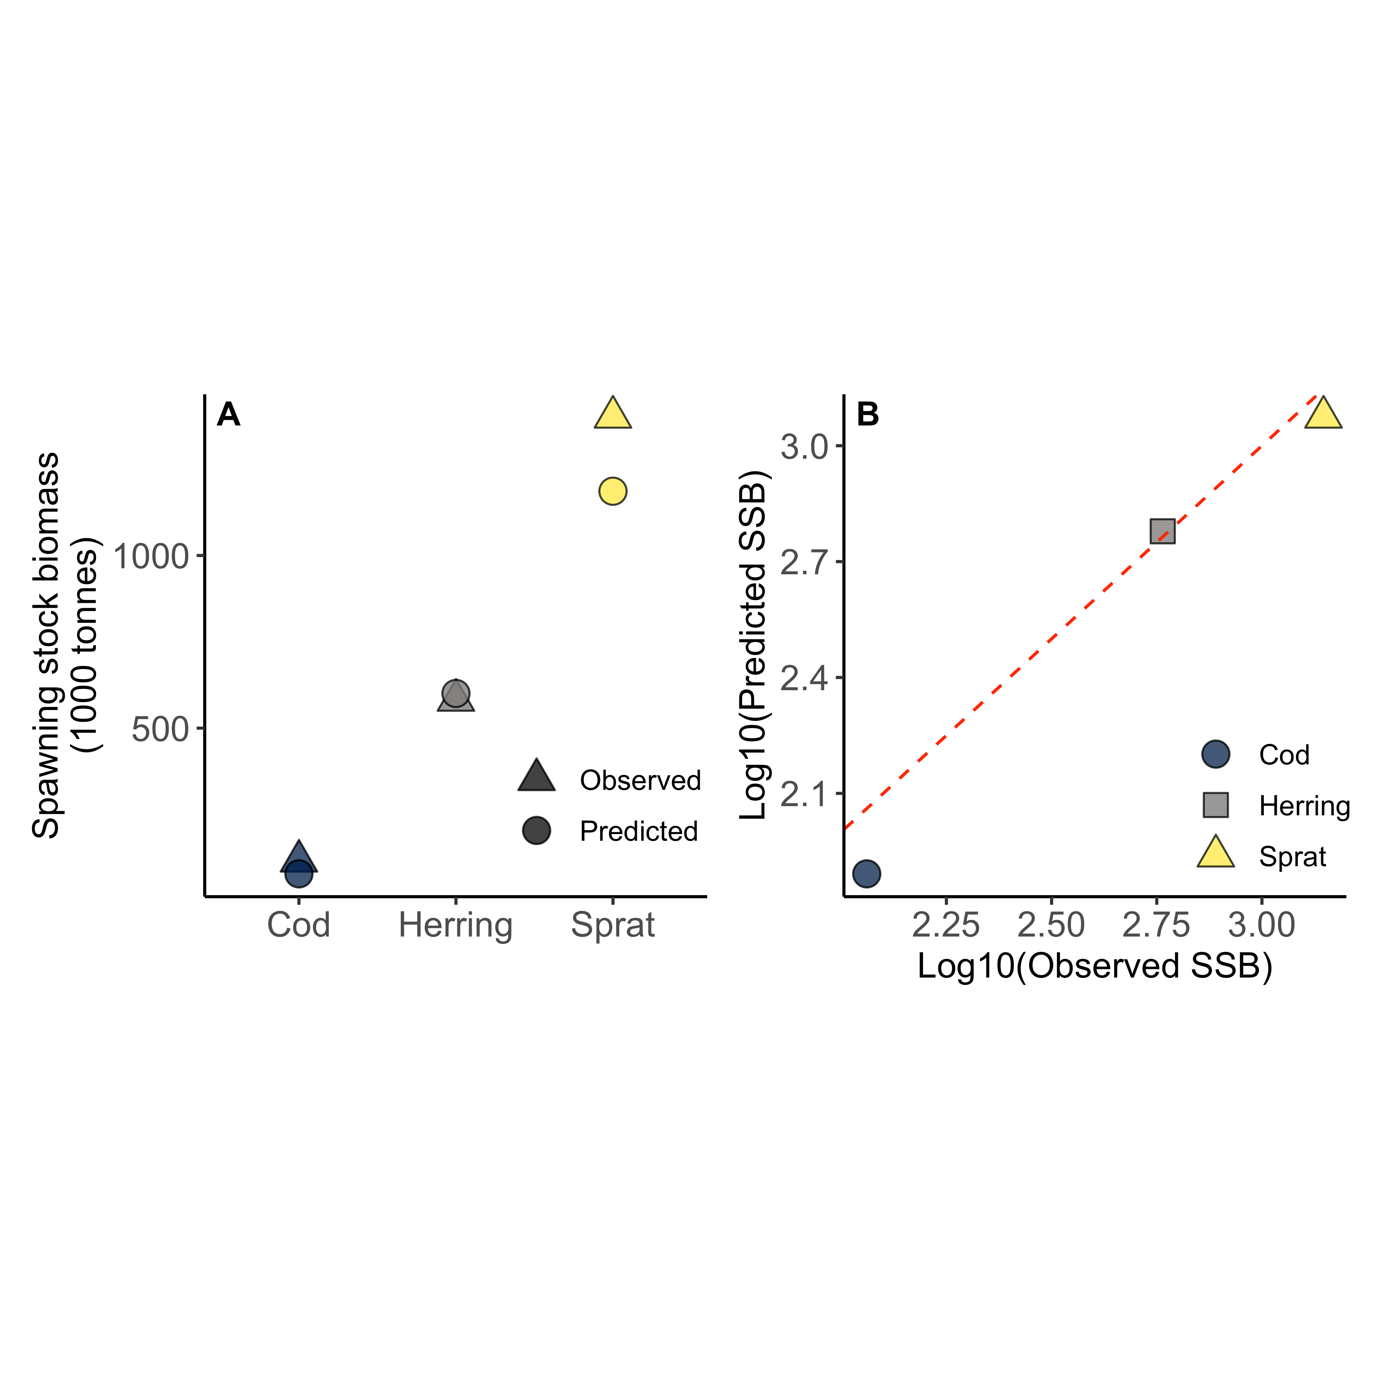 A
Spawning stock biomass
(1000 tonnes)
1000
500
Observed
Predicted
Cod
Herring
Sprat
B
Log10(Predicted SSB)
3.0
2.7
2.4
2.1
Cod
Herring
Sprat
2.25
2.50
2.75
3.00
Log10(Observed SSB)